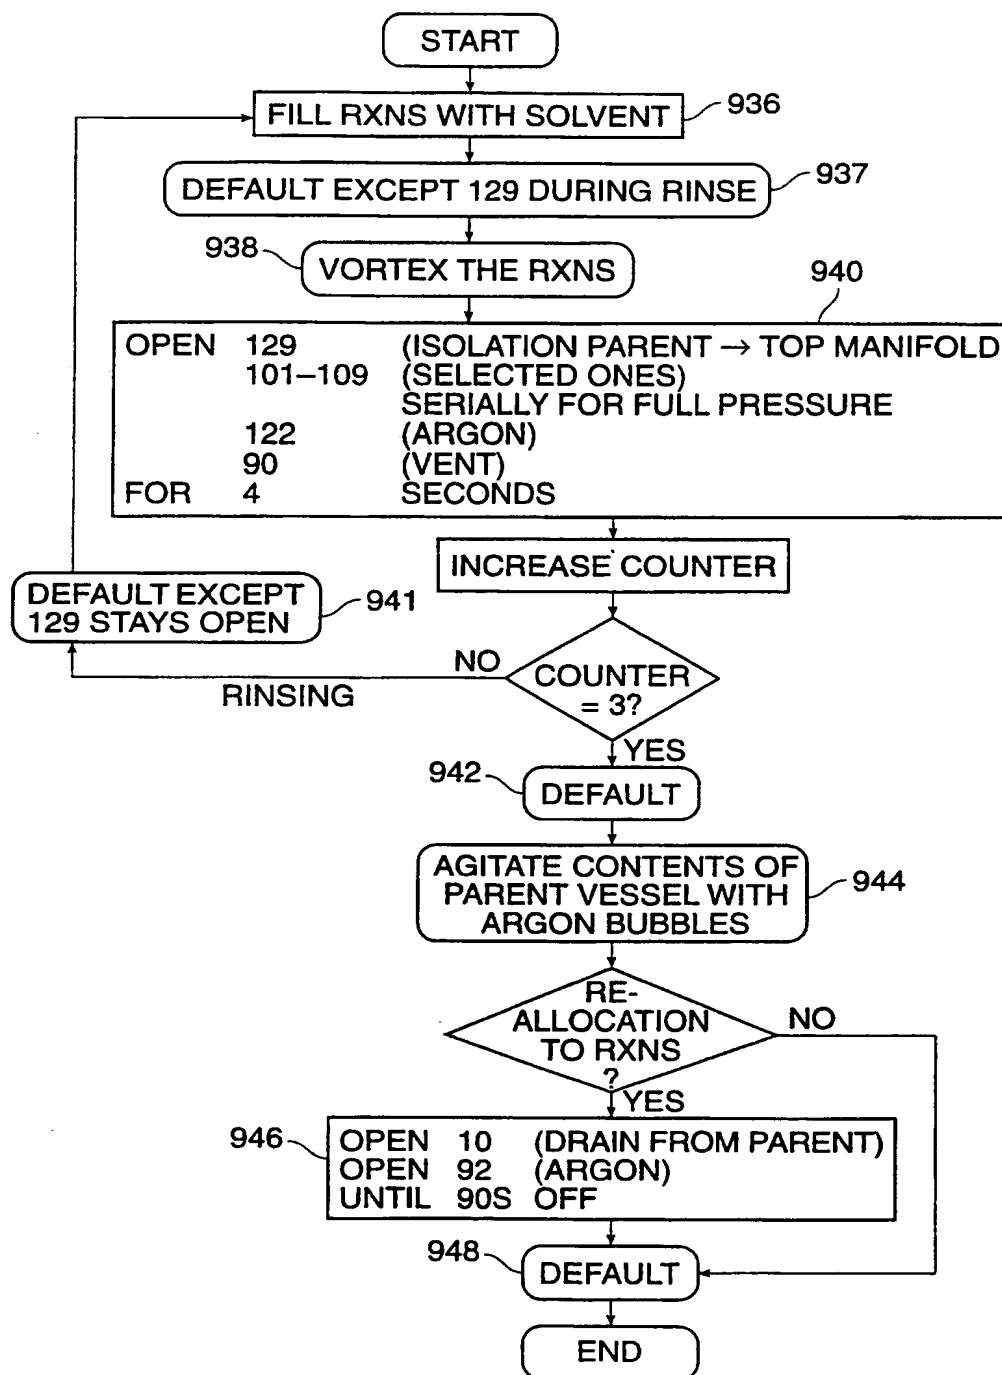 START
FILL RXNS WITH SOLVENT
936
DEFAULT EXCEPT 129 DURING RINSE
937
938
VORTEX THE RXNS
940
OPEN 129 (ISOLATION PARENT → TOP MANIFOLD
101–109 (SELECTED ONES)
SERIALLY FOR FULL PRESSURE
122 (ARGON)
90 (VENT)
FOR 4 SECONDS
INCREASE COUNTER
DEFAULT EXCEPT
129 STAYS OPEN
941
NO
RINSING
COUNTER
= 3?
YES
942
DEFAULT
AGITATE CONTENTS OF
PARENT VESSEL WITH
ARGON BUBBLES
944
RE-
ALLOCATION
TO RXNS
?
NO
YES
946
OPEN 10 (DRAIN FROM PARENT)
OPEN 92 (ARGON)
UNTIL 90S OFF
948
DEFAULT
END